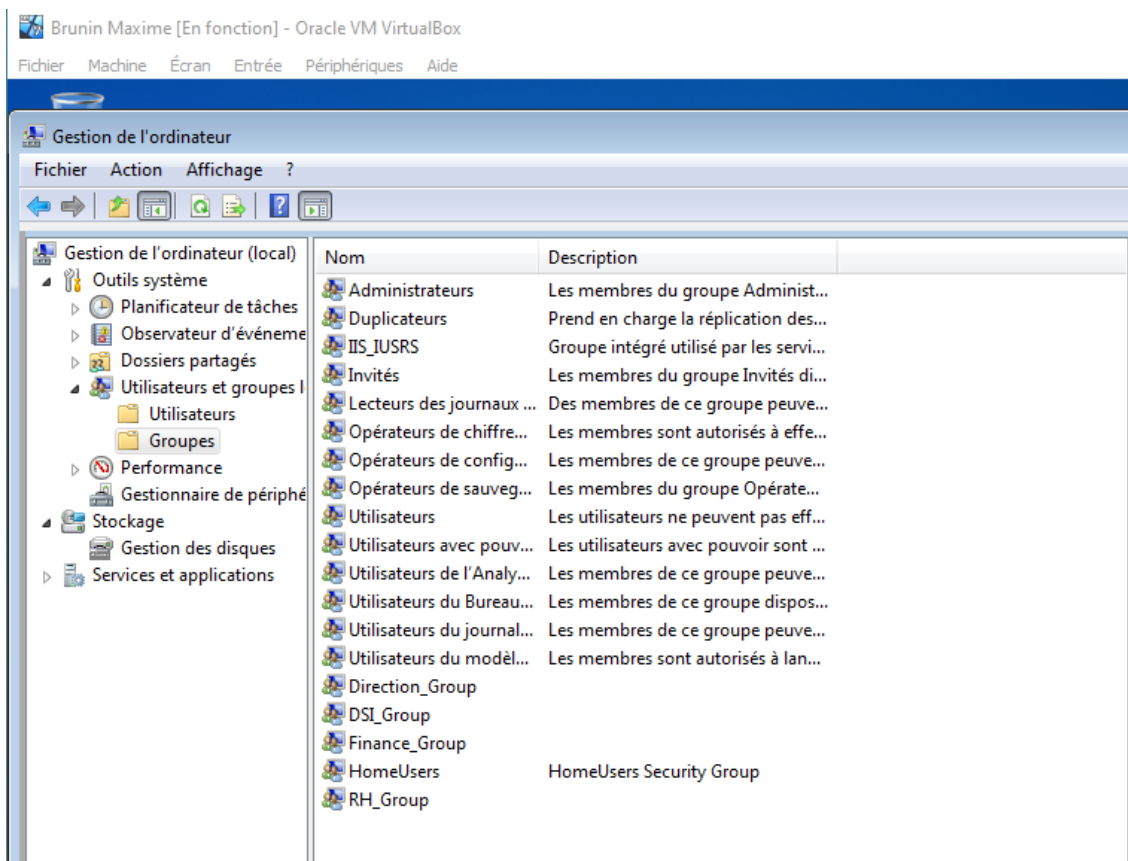 Brunin Maxime [En fonction] - Oracle VM VirtualBox
Fichier Machine Écran Entrée Périphériques Aide
Gestion de l'ordinateur
Fichier Action Affichage ?
Gestion de l'ordinateur (local)
Outils système
Planificateur de tâches
Observateur d'événeme
Dossiers partagés
Utilisateurs et groupes l
Utilisateurs
Groupes
Performance
Gestionnaire de périphé
Stockage
Gestion des disques
Services et applications
Nom Description
Administrateurs Les membres du groupe Administ...
Duplicateurs Prend en charge la réplication des...
IIS_IUSRS Groupe intégré utilisé par les servi...
Invités Les membres du groupe Invités di...
Lecteurs des journaux ... Des membres de ce groupe peuve...
Opérateurs de chiffre... Les membres sont autorisés à effe...
Opérateurs de config... Les membres de ce groupe peuve...
Opérateurs de sauveg... Les membres du groupe Opérate...
Utilisateurs Les utilisateurs ne peuvent pas eff...
Utilisateurs avec pouv... Les utilisateurs avec pouvoir sont ...
Utilisateurs de l'Analy... Les membres de ce groupe peuve...
Utilisateurs du Bureau... Les membres de ce groupe dispos...
Utilisateurs du journal... Les membres de ce groupe peuve...
Utilisateurs du modèl... Les membres sont autorisés à lan...
Direction_Group
DSI_Group
Finance_Group
HomeUsers HomeUsers Security Group
RH_Group